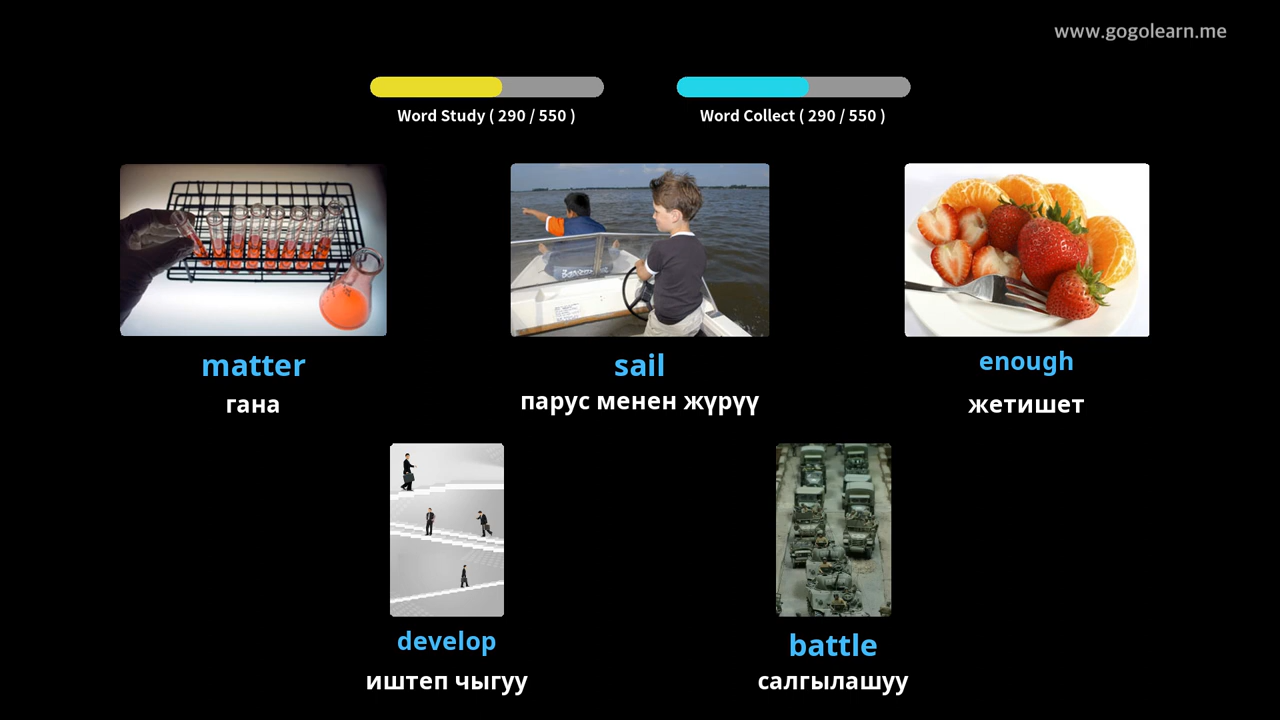 www.gogolearn.me
Word Study ( 290 / 550 )
Word Collect ( 290 / 550 )
matter
гана
sail
парус менен жүрүү
enough
жетишет
develop
иштеп чыгуу
battle
салгылашуу